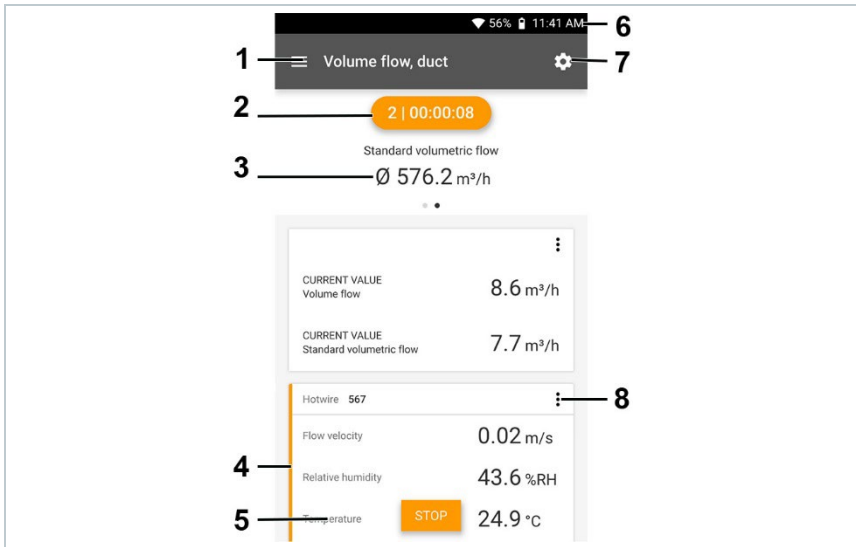 56% 11:41 AM 6
1 Volume flow, duct 7
2 2 | 00:00:08
Standard volumetric flow
3 Ø 576.2 m³/h
CURRENT VALUE
Volume flow 8.6 m³/h
CURRENT VALUE
Standard volumetric flow 7.7 m³/h
Hotwire 567 8
Flow velocity 0.02 m/s
4
Relative humidity 43.6 %RH
5 Temperature STOP 24.9 °C